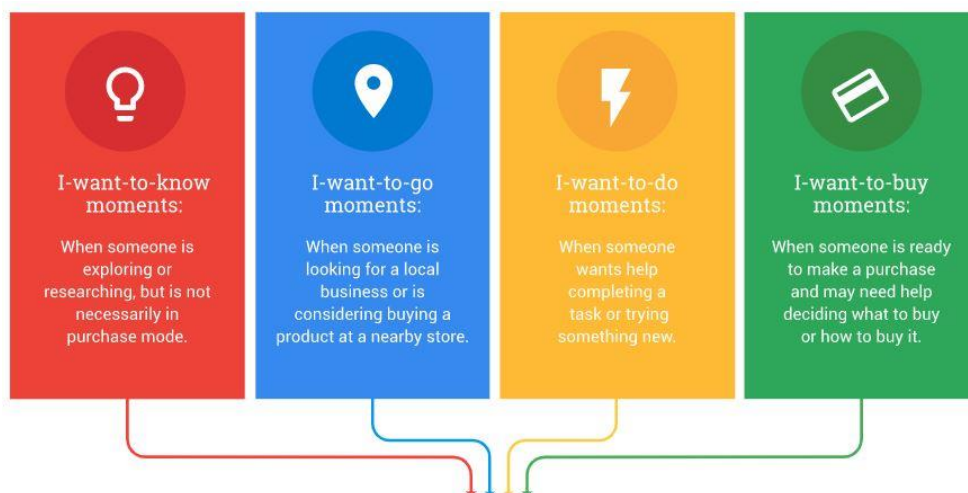 I-want-to-know
moments:
When someone is
exploring or
researching, but is not
necessarily in
purchase mode.
I-want-to-go
moments:
When someone is
looking for a local
business or is
considering buying a
product at a nearby store.
I-want-to-do
moments:
When someone
wants help
completing a
task or trying
something new.
I-want-to-buy
moments:
When someone is ready
to make a purchase
and may need help
deciding what to buy
or how to buy it.